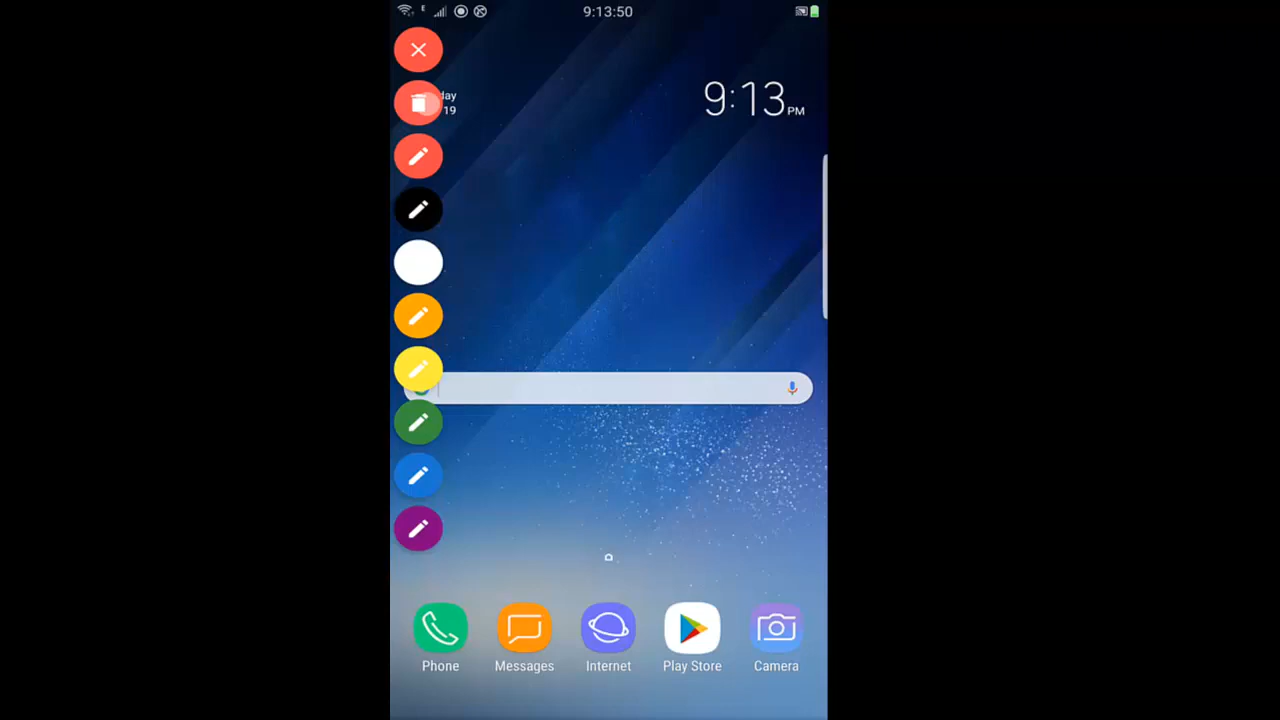 E
9:13:50
day
19
9:13 PM
Phone
Messages
Internet
Play Store
Camera